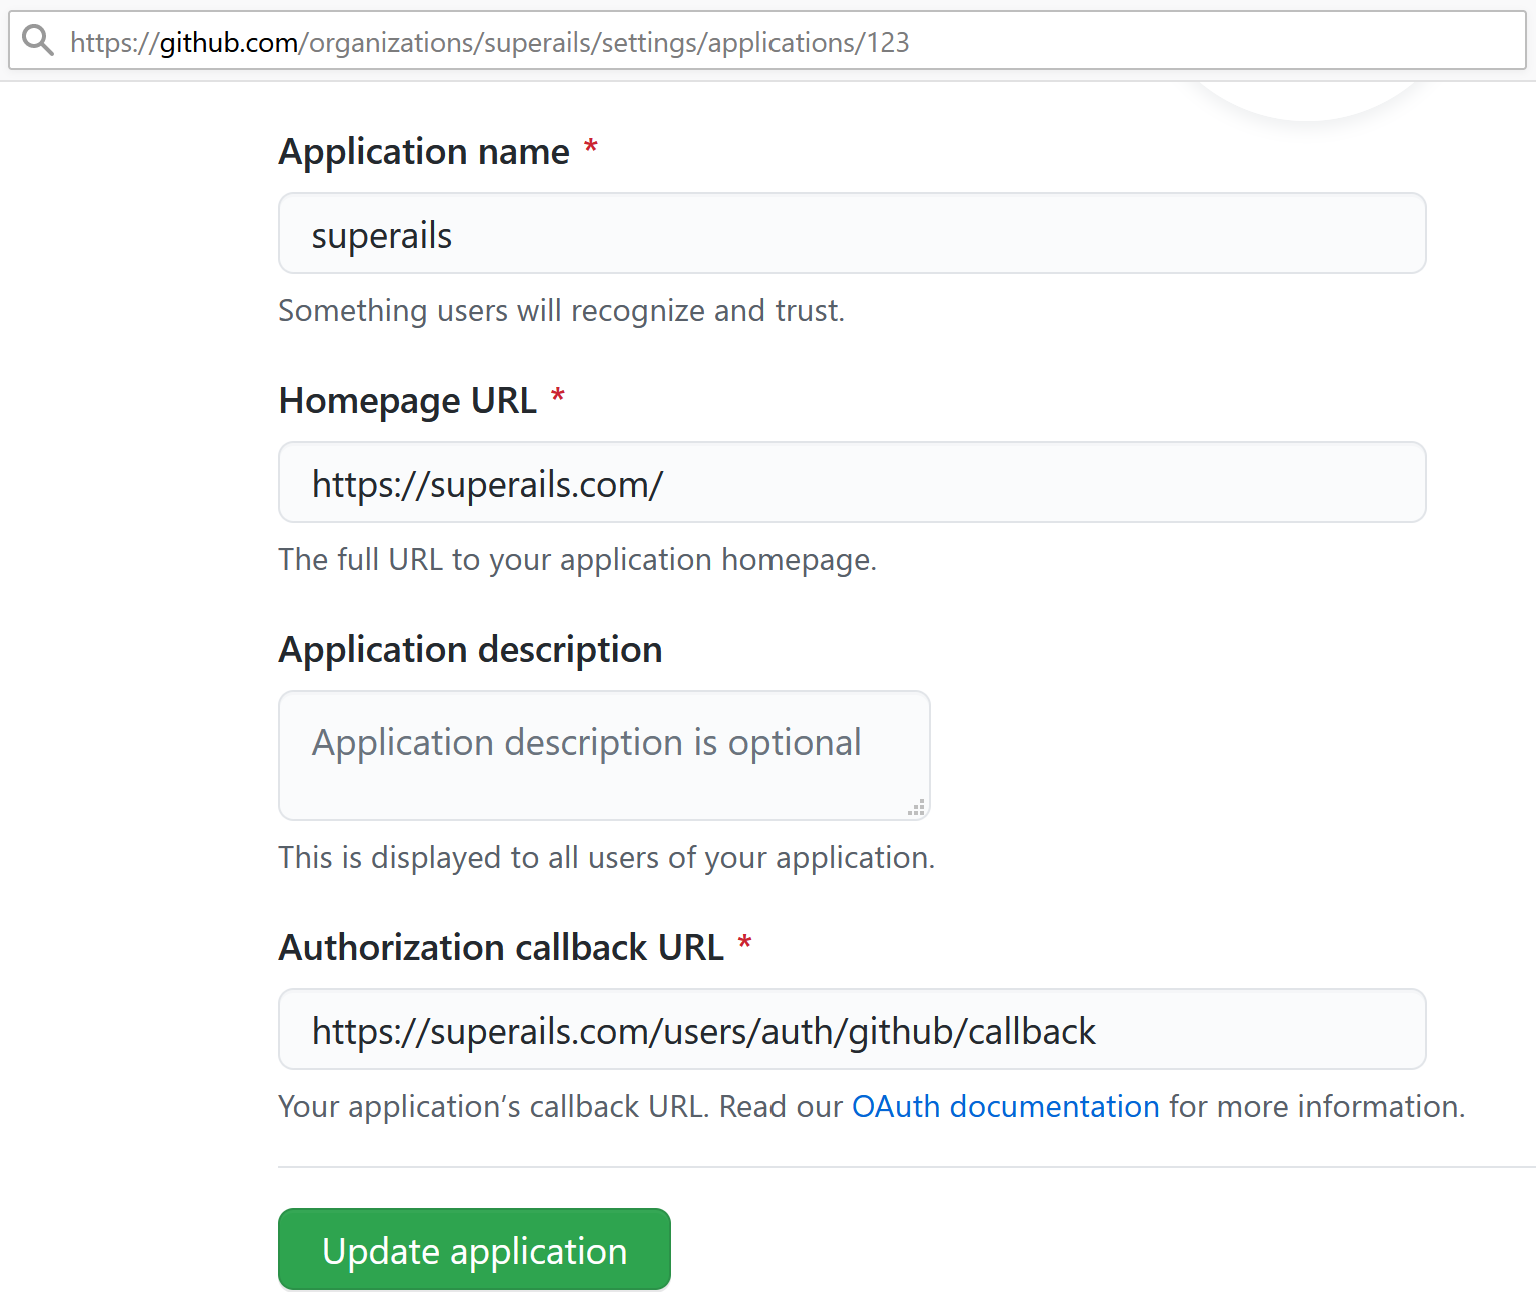 https://github.com/organizations/superails/settings/applications/123
Application name *
superails
Something users will recognize and trust.
Homepage URL *
https://superails.com/
The full URL to your application homepage.
Application description
Application description is optional
This is displayed to all users of your application.
Authorization callback URL *
https://superails.com/users/auth/github/callback
Your application’s callback URL. Read our OAuth documentation for more information.
Update application